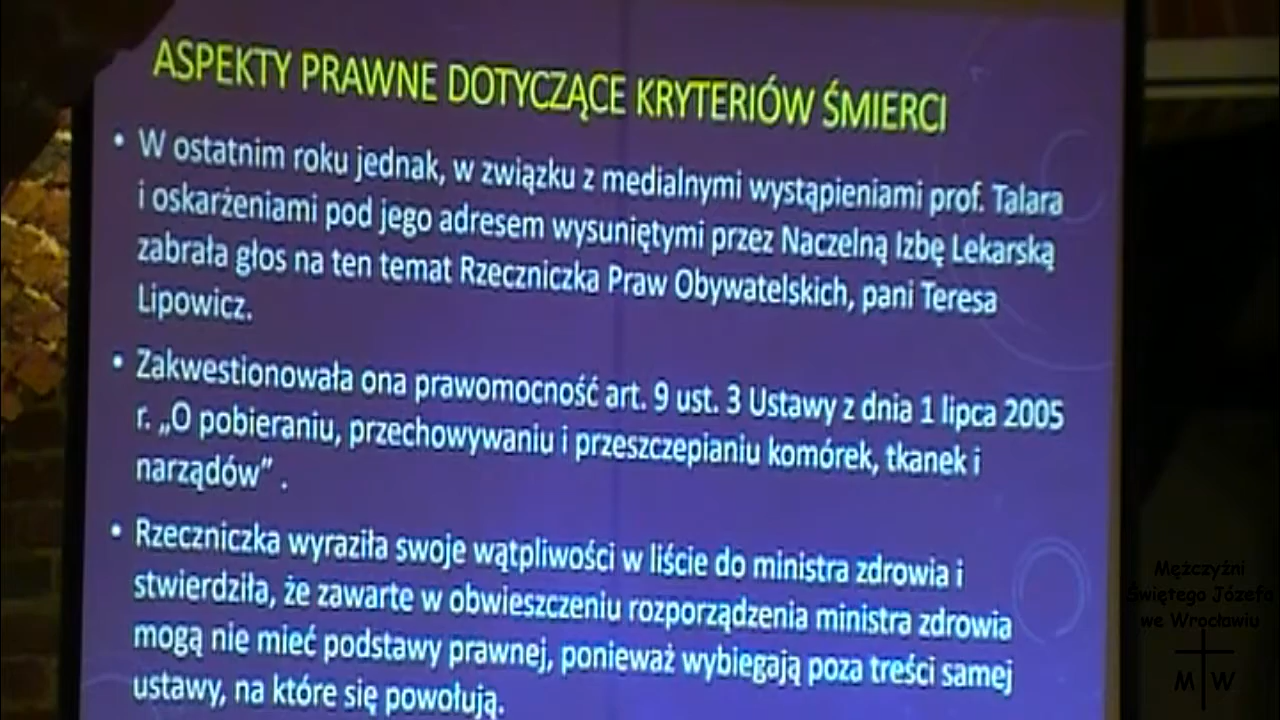 ASPEKTY PRAWNE DOTYCZĄCE KRYTERIÓW ŚMIERCI
• W ostatnim roku jednak, w związku z medialnymi wystąpieniami prof. Talara
i oskarżeniami pod jego adresem wysuniętymi przez Naczelną Izbę Lekarską
zabrała głos na ten temat Rzeczniczka Praw Obywatelskich, pani Teresa
Lipowicz.
• Zakwestionowała ona prawomocność art. 9 ust. 3 Ustawy z dnia 1 lipca 2005
r. „O pobieraniu, przechowywaniu i przeszczepianiu komórek, tkanek i
narządów” .
• Rzeczniczka wyraziła swoje wątpliwości w liście do ministra zdrowia i
stwierdziła, że zawarte w obwieszczeniu rozporządzenia ministra zdrowia
mogą nie mieć podstawy prawnej, ponieważ wybiegają poza treści samej
ustawy, na które się powołują.
Mężczyźni
Świętego Józefa
we Wrocławiu
M W